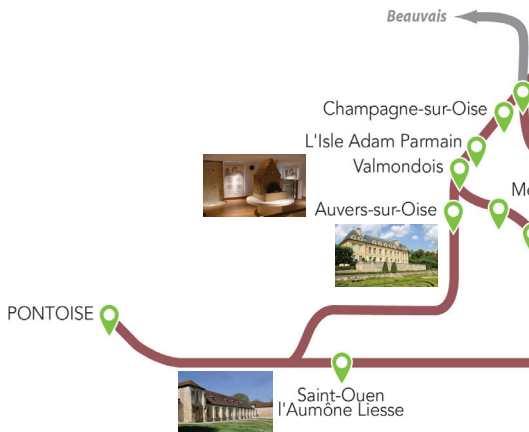 Beauvais
Champagne-sur-Oise
L'Isle Adam Parmain
Valmondois
Auvers-sur-Oise
PONTOISE
Saint-Ouen
l'Aumône Liesse